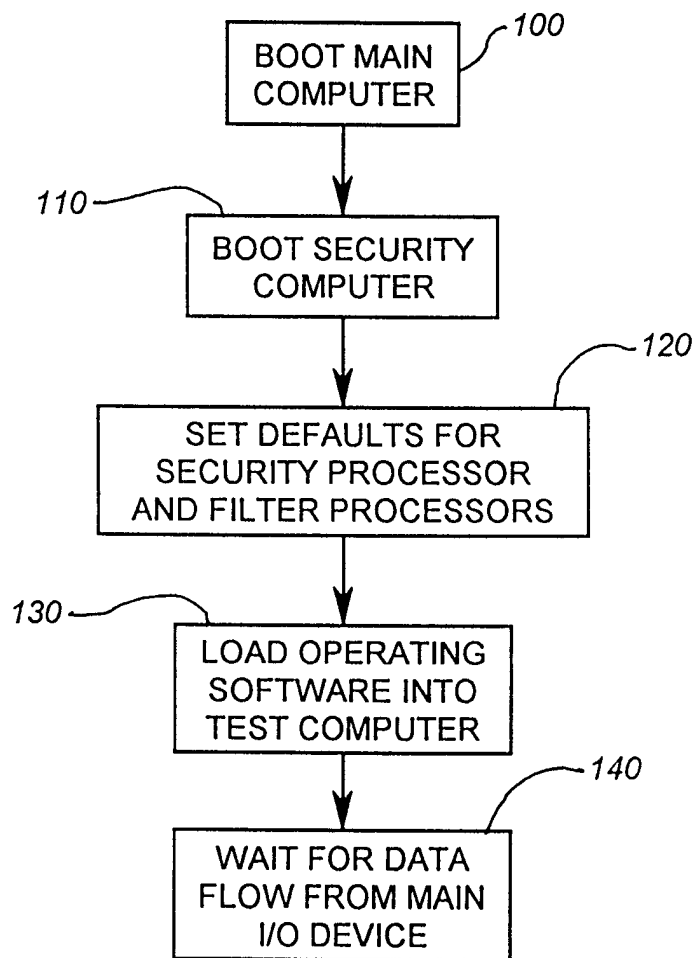 100
BOOT MAIN
COMPUTER
110
BOOT SECURITY
COMPUTER
120
SET DEFAULTS FOR
SECURITY PROCESSOR
AND FILTER PROCESSORS
130
LOAD OPERATING
SOFTWARE INTO
TEST COMPUTER
140
WAIT FOR DATA
FLOW FROM MAIN
I/O DEVICE